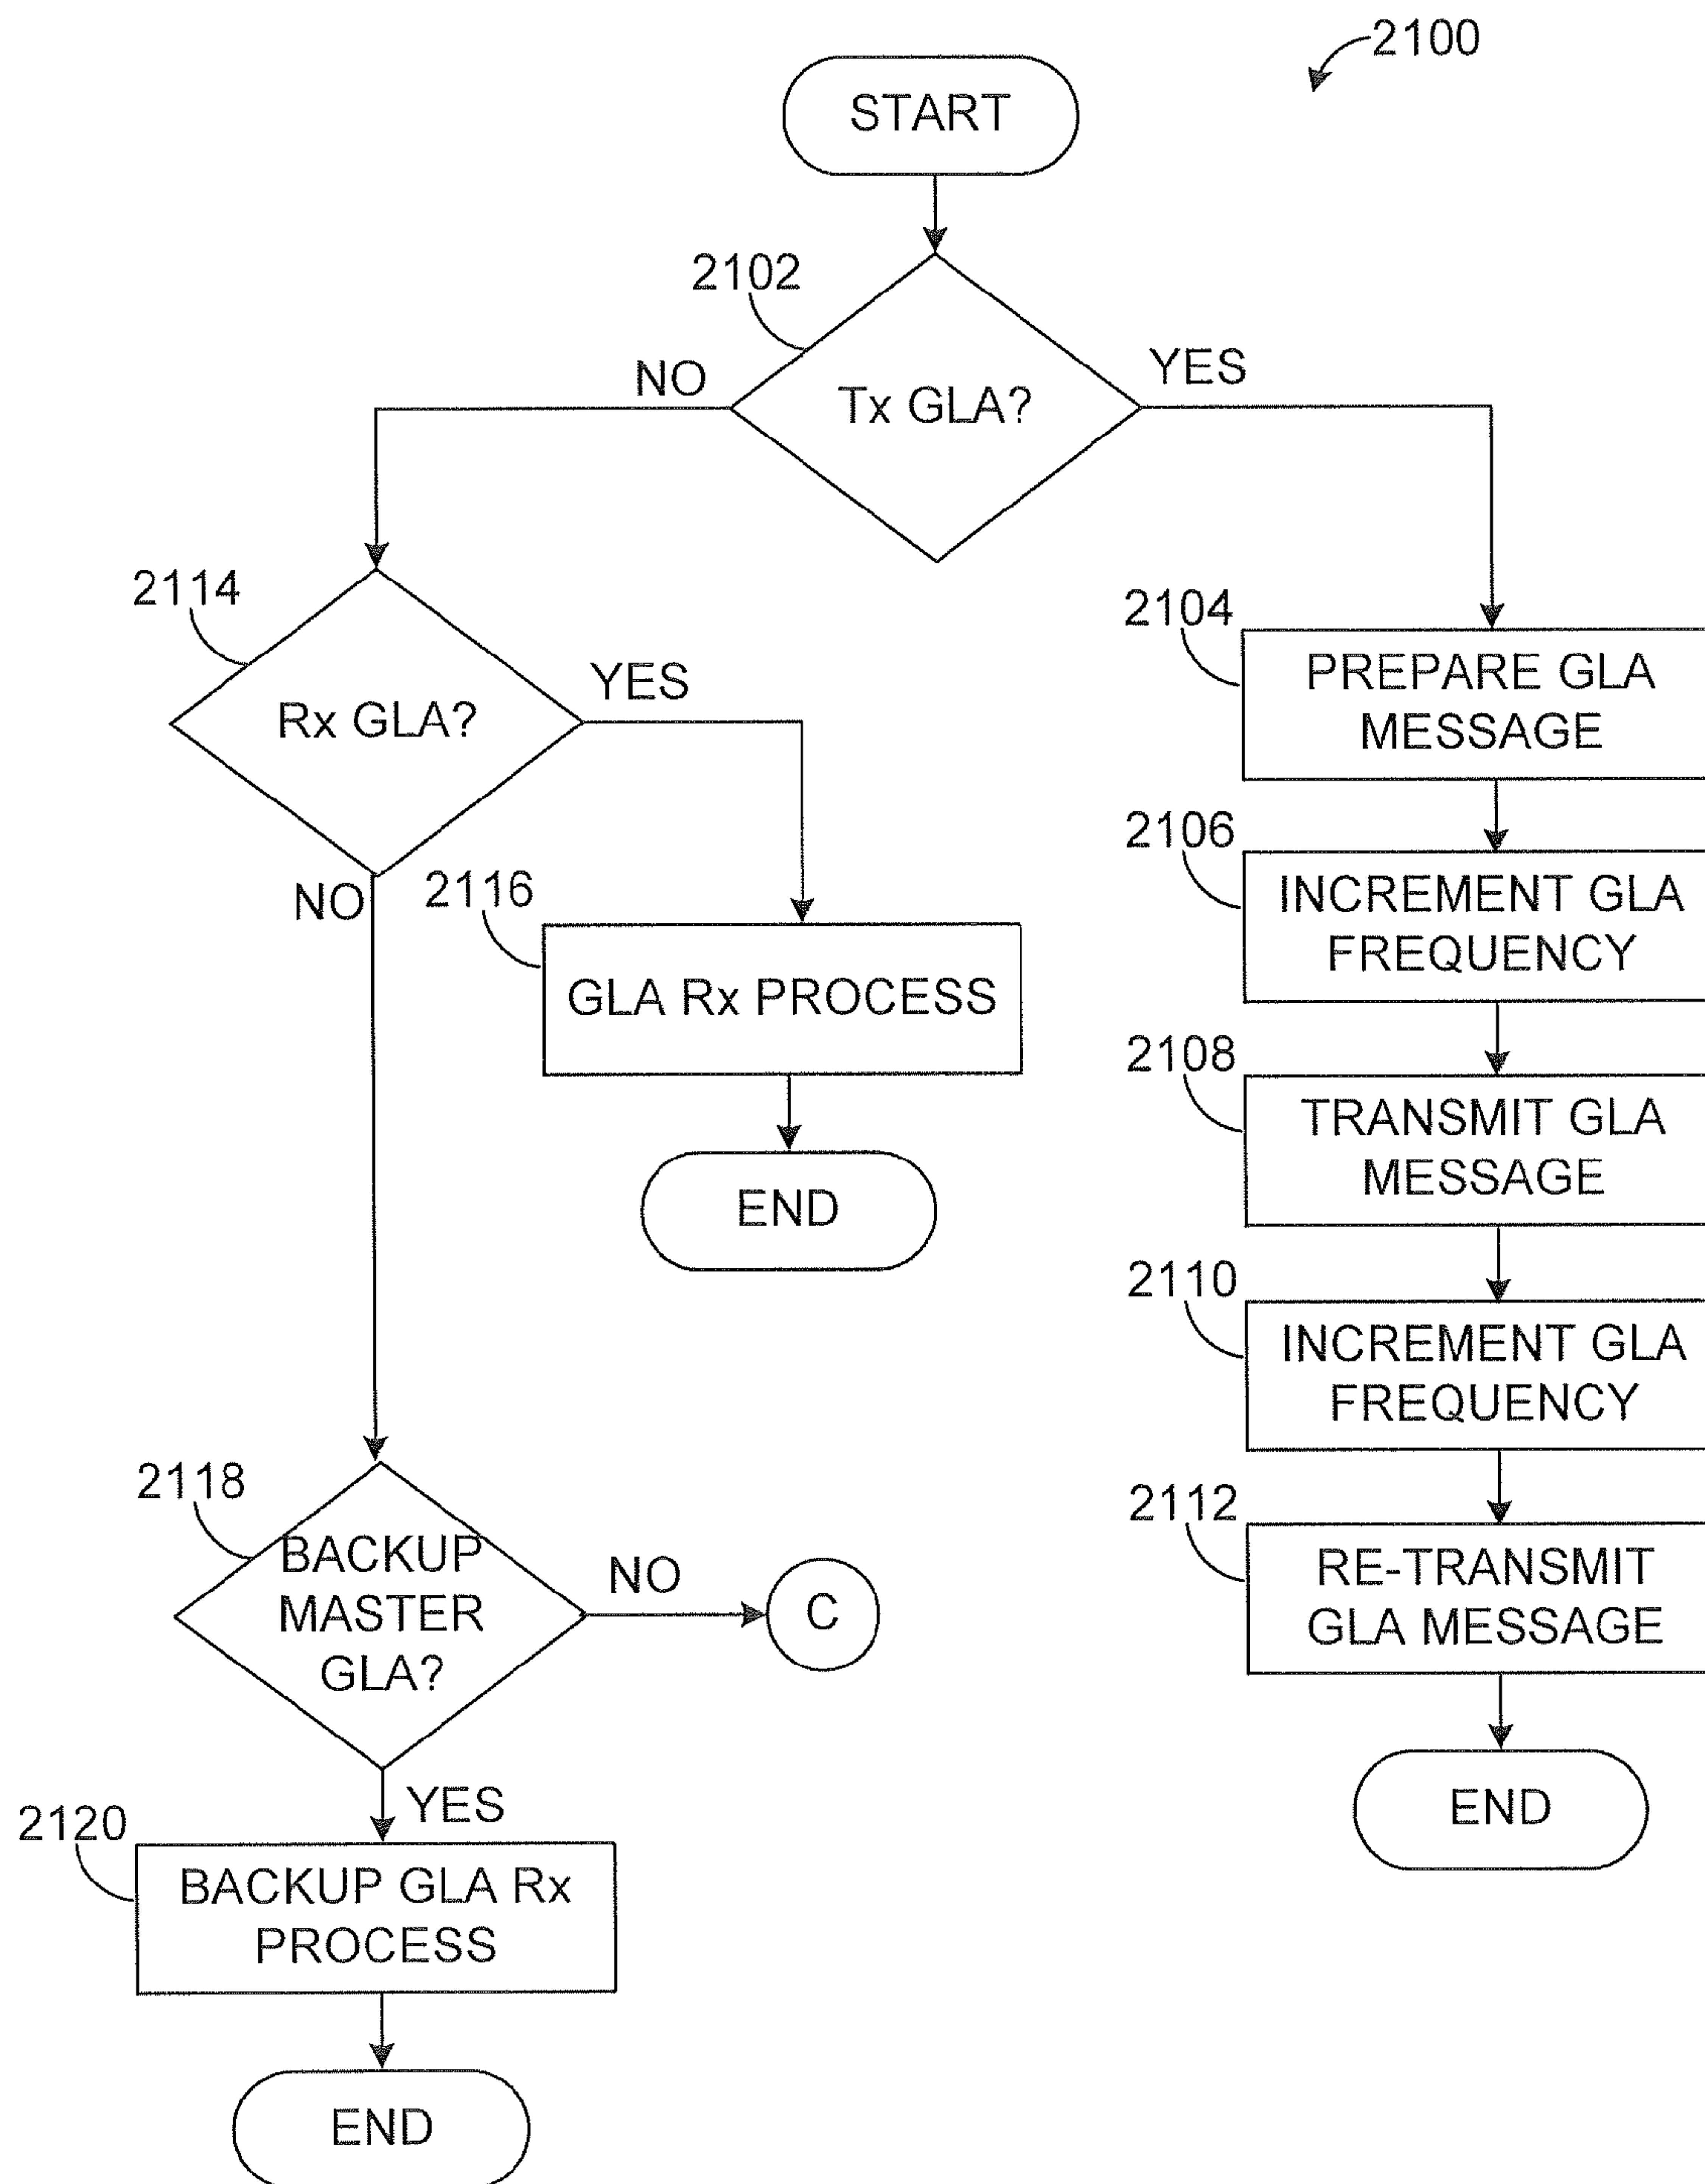 2100
START
2102
Tx GLA?
NO
YES
2114
Rx GLA?
YES
NO
2104
PREPARE GLA
MESSAGE
2106
INCREMENT GLA
FREQUENCY
2116
GLA Rx PROCESS
END
2108
TRANSMIT GLA
MESSAGE
2110
INCREMENT GLA
FREQUENCY
2112
RE-TRANSMIT
GLA MESSAGE
END
2118
BACKUP
MASTER
GLA?
NO
C
YES
2120
BACKUP GLA Rx
PROCESS
END